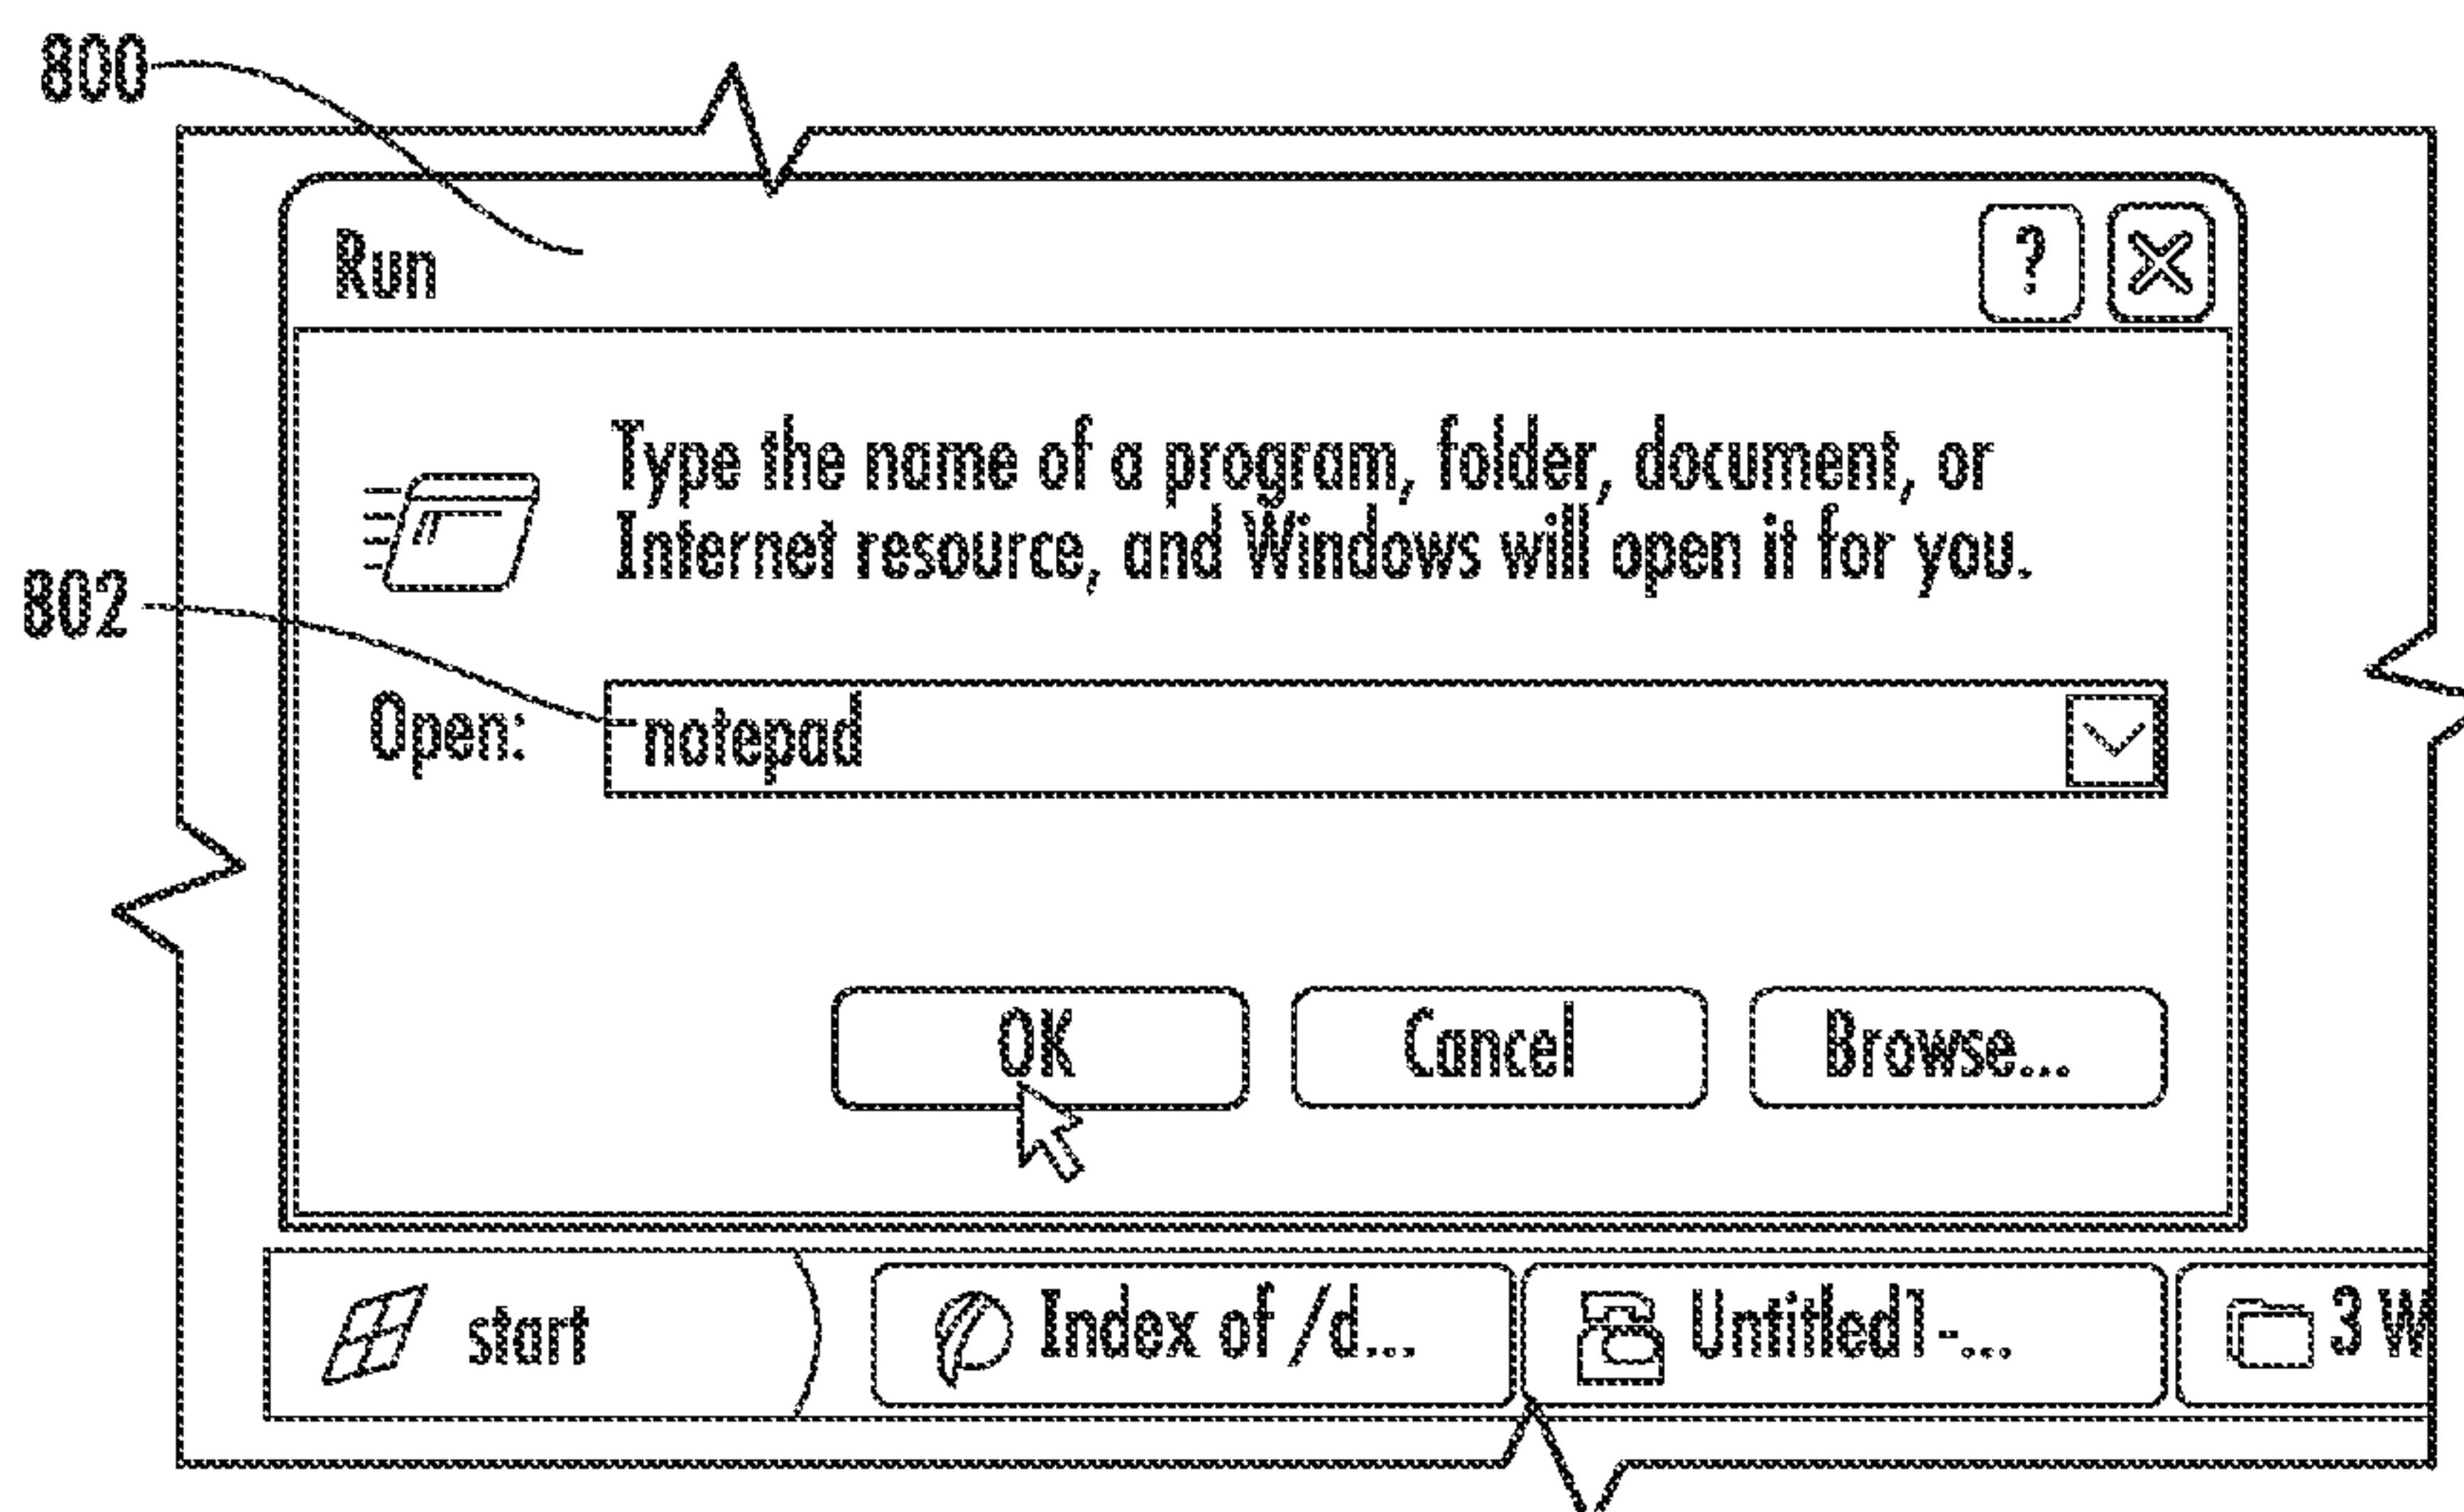 800
Run
?
Type the name of a program, folder, document, or
Internet resource, and Windows will open it for you.
802
Open: notepad
OK Cancel Browse...
start Index of /d... Untitled1-... 3 W